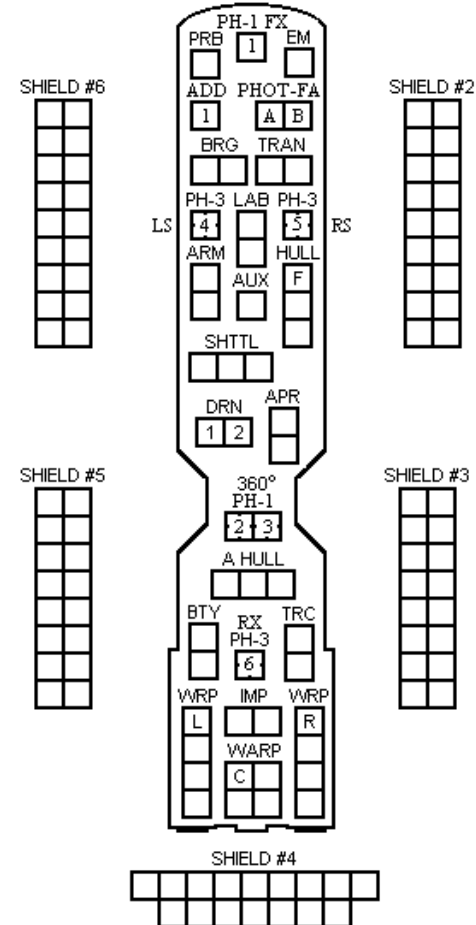 PH-1 FX
PRB 1 EM
SHIELD #6
SHIELD #2
ADD PHOT-FA
1 A B
BRG TRAN
PH-3 LAB PH-3
LS 4 5 RS
ARM HULL
F
AUX
SHTTL
DRN APR
1 2
SHIELD #5
SHIELD #3
360°
PH-1
2 3
A HULL
BTY RX TRC
PH-3
6
WRP IMP WRP
L R
WARP
C
SHIELD #4